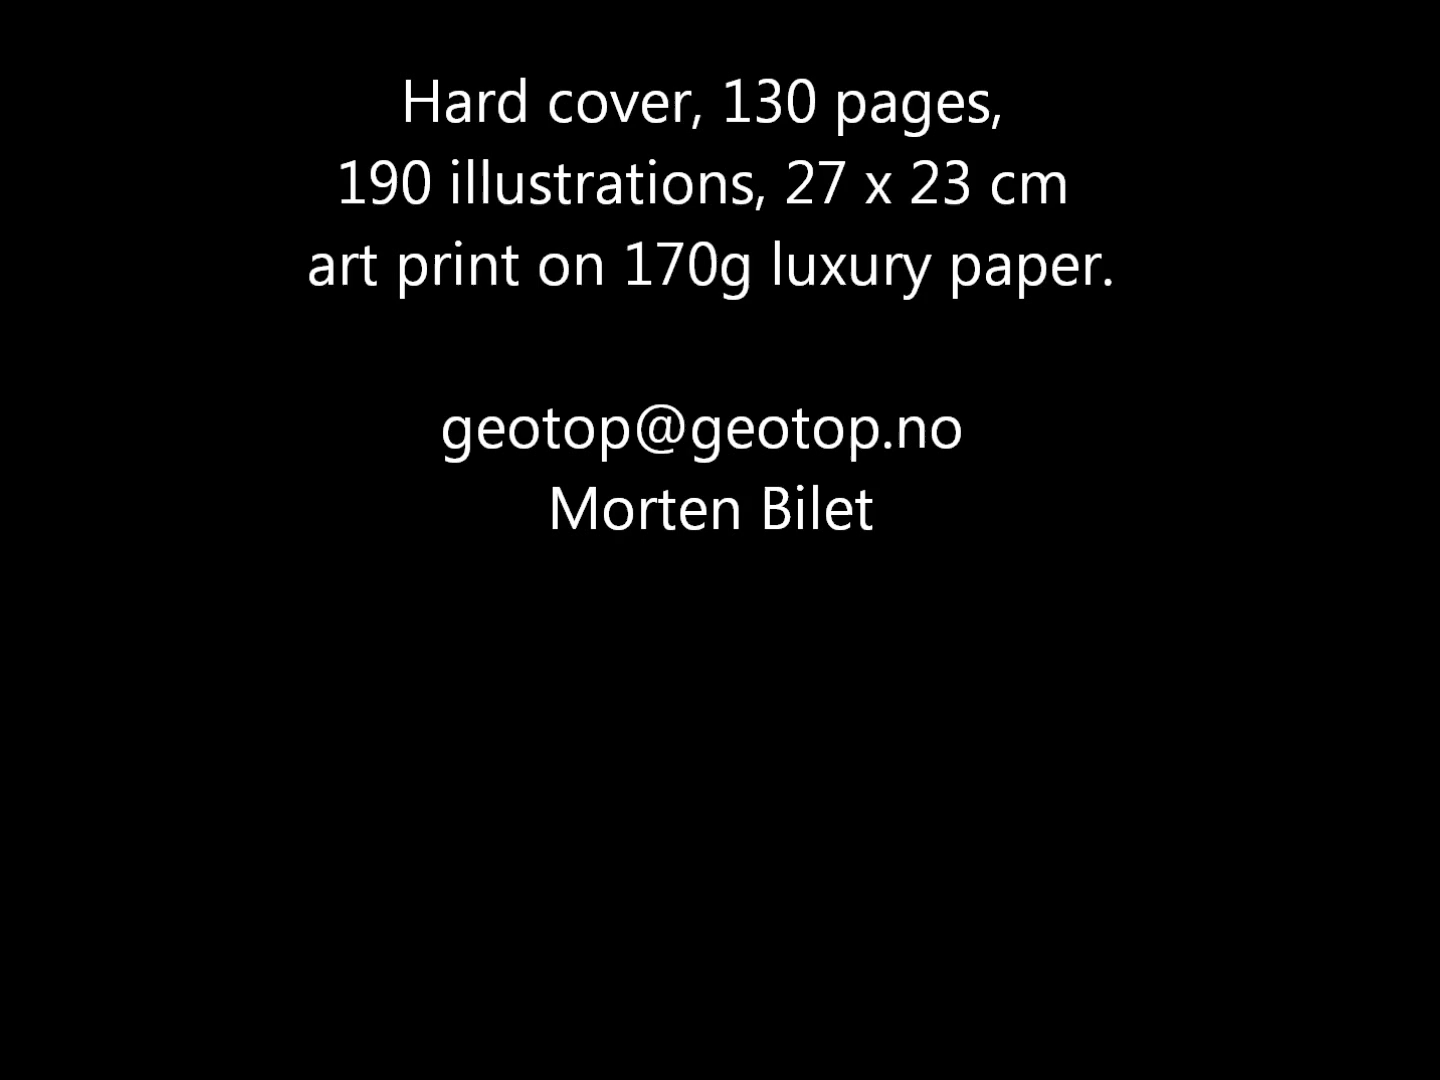 Hard cover, 130 pages,
190 illustrations, 27 x 23 cm
art print on 170g luxury paper.
geotop@geotop.no
Morten Bilet